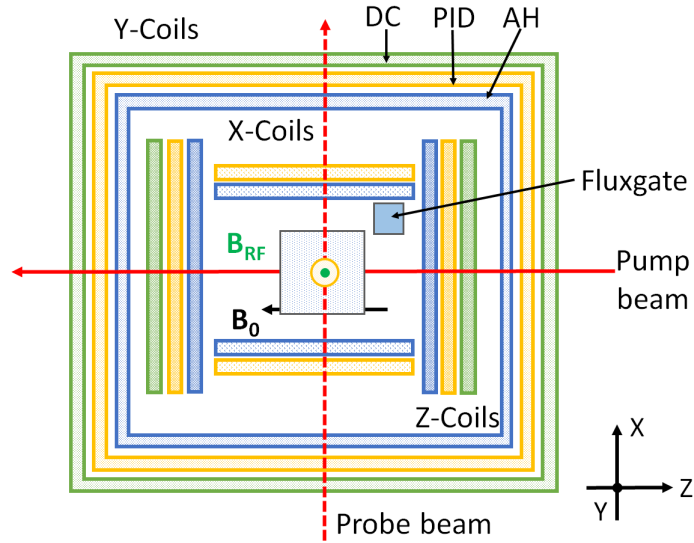 DC PID AH
Y-Coils
X-Coils
Fluxgate
B_RF
Pump
beam
B_0
Z-Coils
X
Z
Y
Probe beam